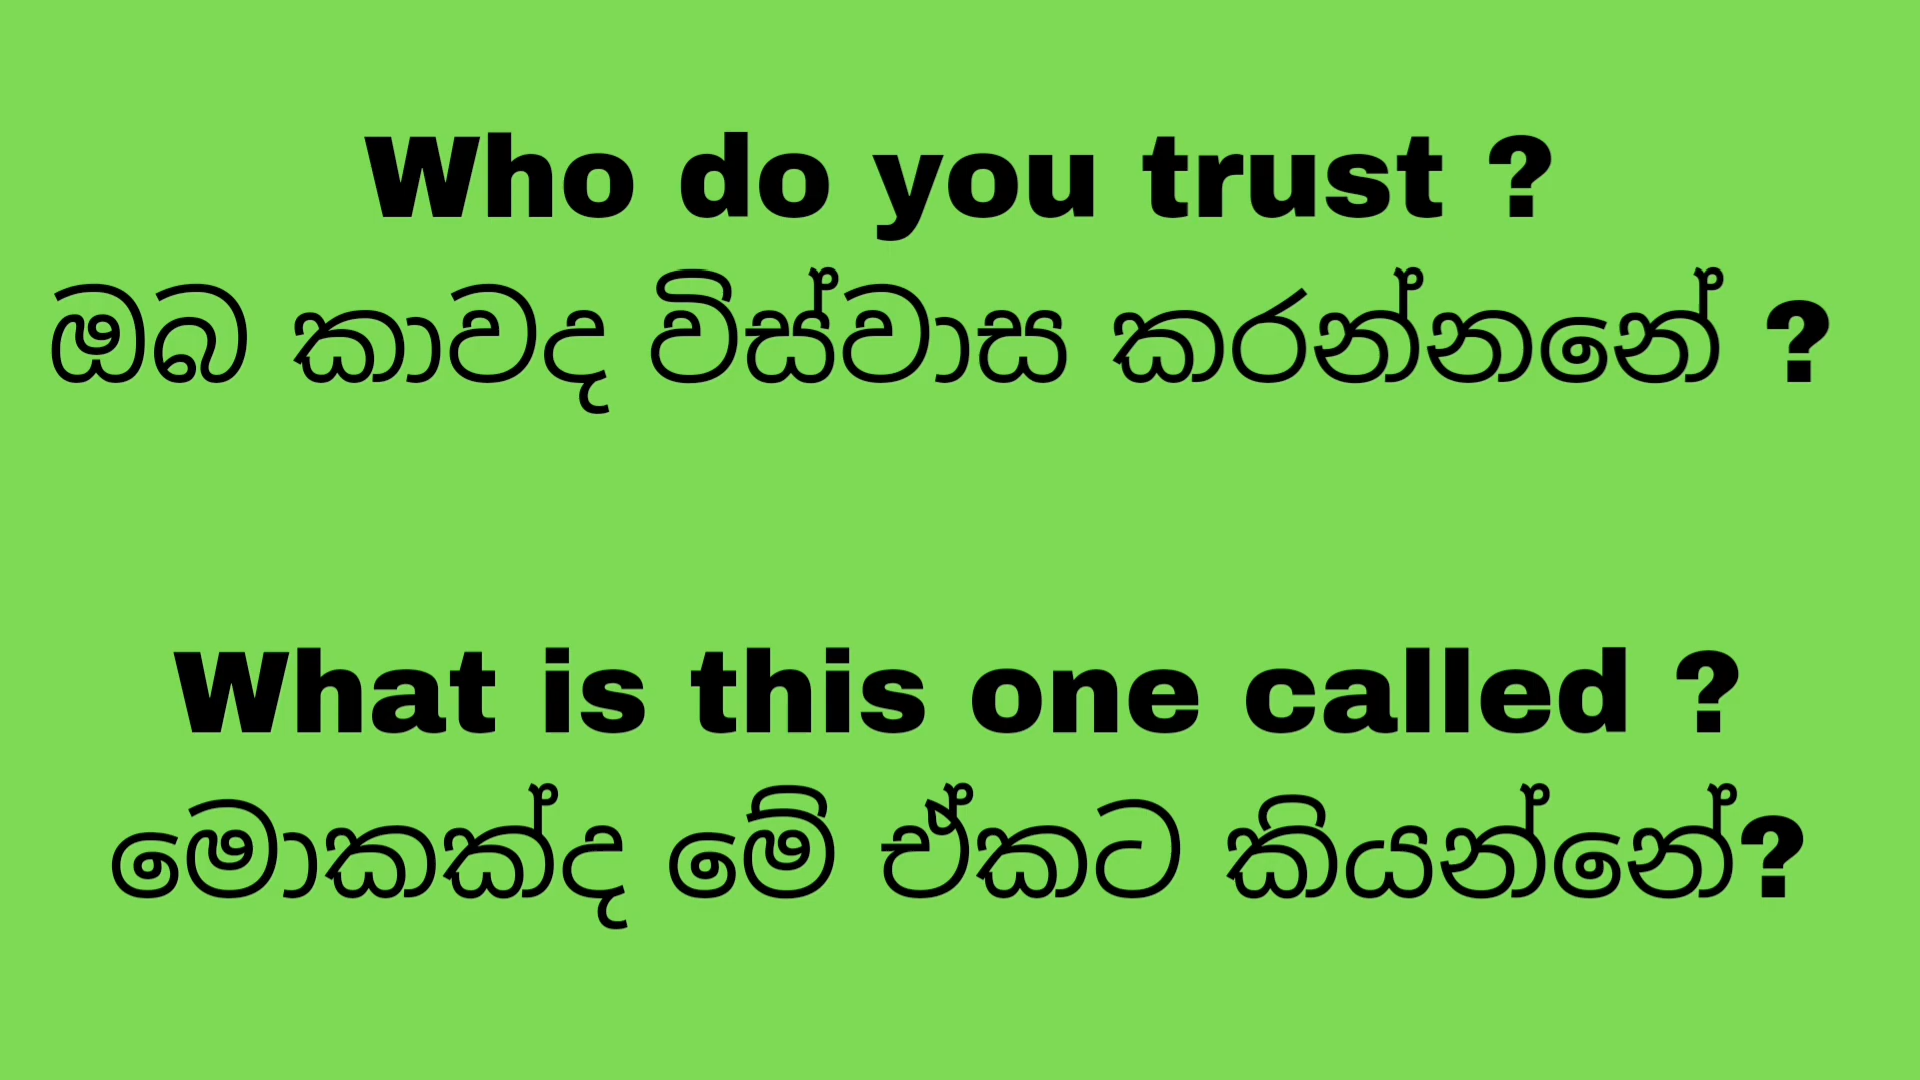 Who do you trust ?
ඔබ කාවද විස්වාස කරන්නනේ ?
What is this one called ?
මොකක්ද මේ ඒකට කියන්නේ?